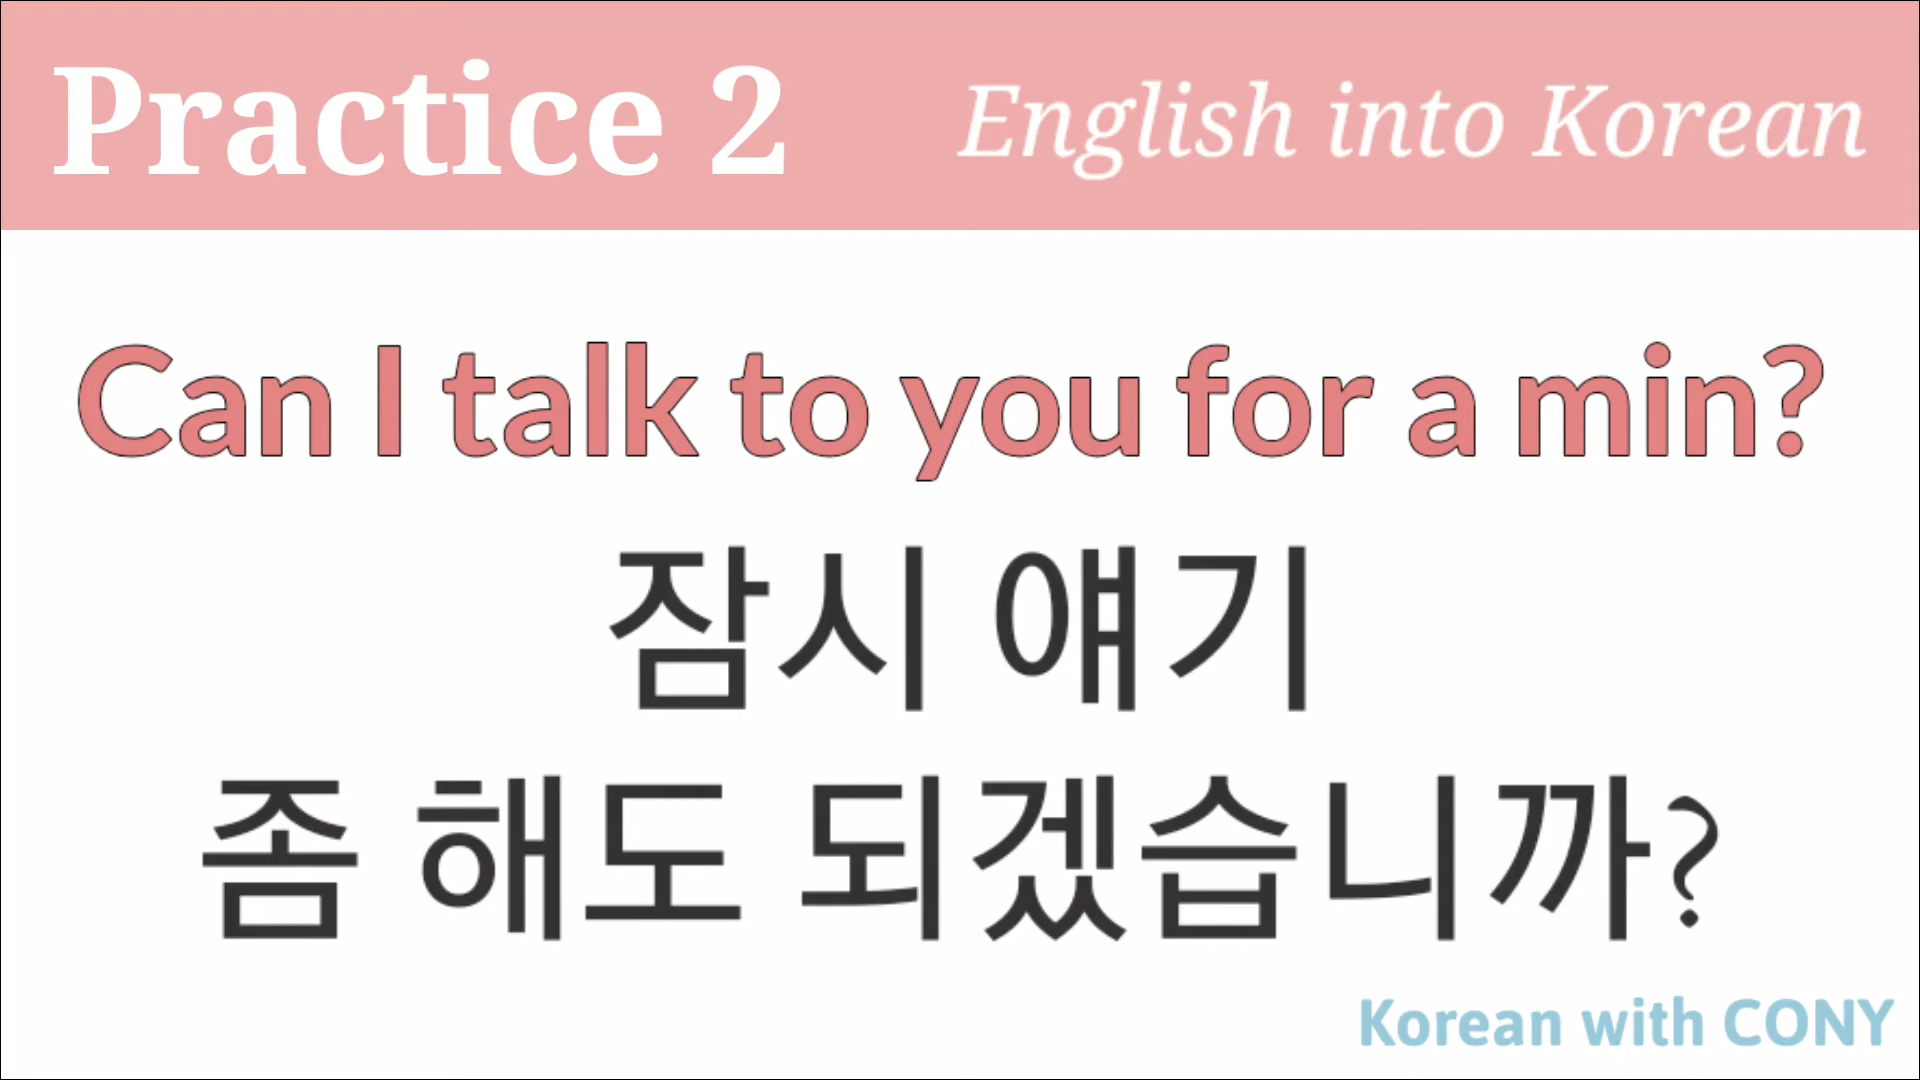 Practice 2 English into Korean
Can I talk to you for a min?
잠시 얘기
좀 해도 되겠습니까?
Korean with CONY